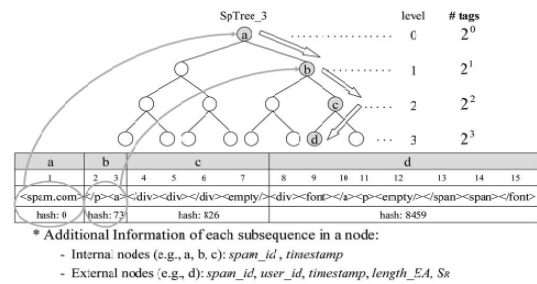 SpTree_3 level # tags
a 0 2^0
b 1 2^1
c 2 2^2
d 3 2^3
a b c d
1 2 3 4 5 6 7 8 9 10 11 12 13 14 15
<spam.com></p><a></div><div></div><empty/><div><font></a><p><empty/></span><span></font>
hash: 0 hash: 73 hash: 826 hash: 8459
* Additional Information of each subsequence in a node:
- Internal nodes (e.g., a, b, c): spam_id , timestamp
- External nodes (e.g., d): spam_id, user_id, timestamp, length_EA, SR